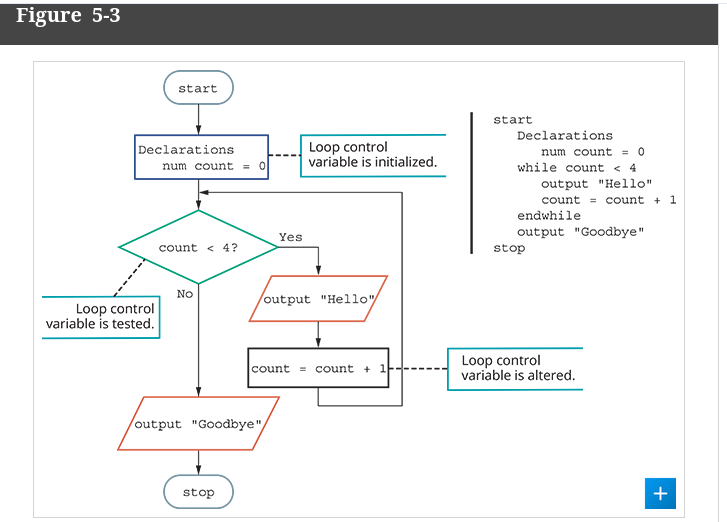 Figure 5-3
start
Declarations
num count = 0
Loop control
variable is initialized.
count < 4?
Yes
No
Loop control
variable is tested.
output "Hello"
count = count + 1
Loop control
variable is altered.
output "Goodbye"
stop
start
Declarations
num count = 0
while count < 4
output "Hello"
count = count + 1
endwhile
output "Goodbye"
stop
+